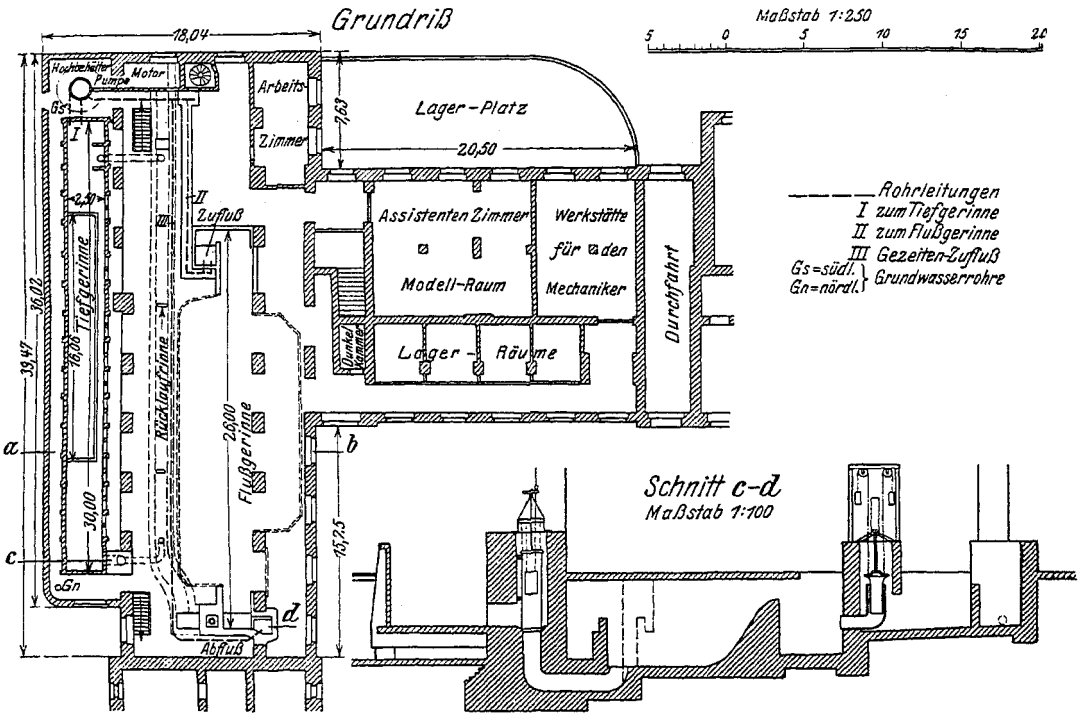 Grundriß
Maßstab 1:250
5 0 5 10 15 20
18,04
Hochbehälter
Pumpe
Motor
Gs
I
Arbeits-
Zimmer
7,63
Lager-Platz
20,50
2,50
III
II
Zufluß
Assistenten Zimmer
Modell-Raum
Werkstätte
für den
Mechaniker
Durchfahrt
Rohrleitungen
I zum Tiefgerinne
II zum Flußgerinne
III Gezeiten-Zufluß
Gs=südl. } Grundwasserrohre
Gn=nördl.
39,47
36,02
16,06
Tiefgerinne
Rücklaufrinne
26,00
Flußgerinne
Dunkel
Kammer
Lager- Räume
a
b
30,00
15,25
c
Gn
d
Abfluß
Schnitt c-d
Maßstab 1:100